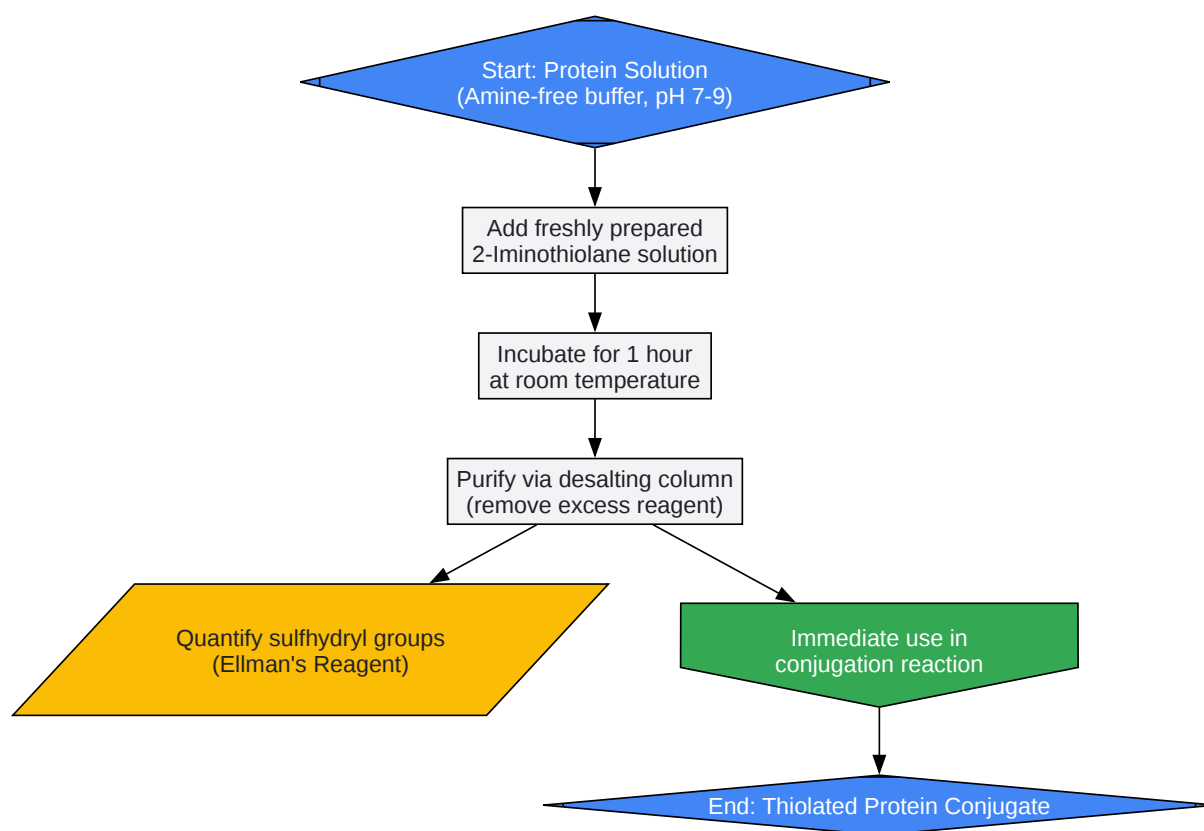 Start: Protein Solution
(Amine-free buffer, pH 7-9)
Add freshly prepared
2-Iminothiolane solution
Incubate for 1 hour
at room temperature
Purify via desalting column
(remove excess reagent)
Quantify sulfhydryl groups
(Ellman's Reagent)
Immediate use in
conjugation reaction
End: Thiolated Protein Conjugate